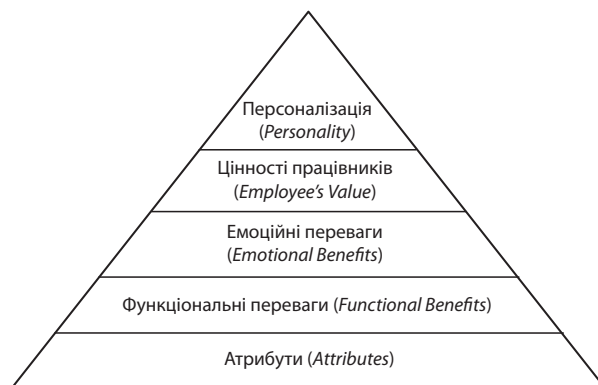 Персоналізація
(Personality)
Цінності працівників
(Employee's Value)
Емоційні переваги
(Emotional Benefits)
Функціональні переваги (Functional Benefits)
Атрибути (Attributes)